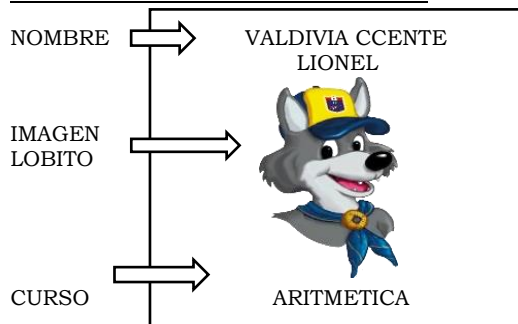 NOMBRE VALDIVIA CCENTE
LIONEL
IMAGEN
LOBITO
CURSO ARITMETICA